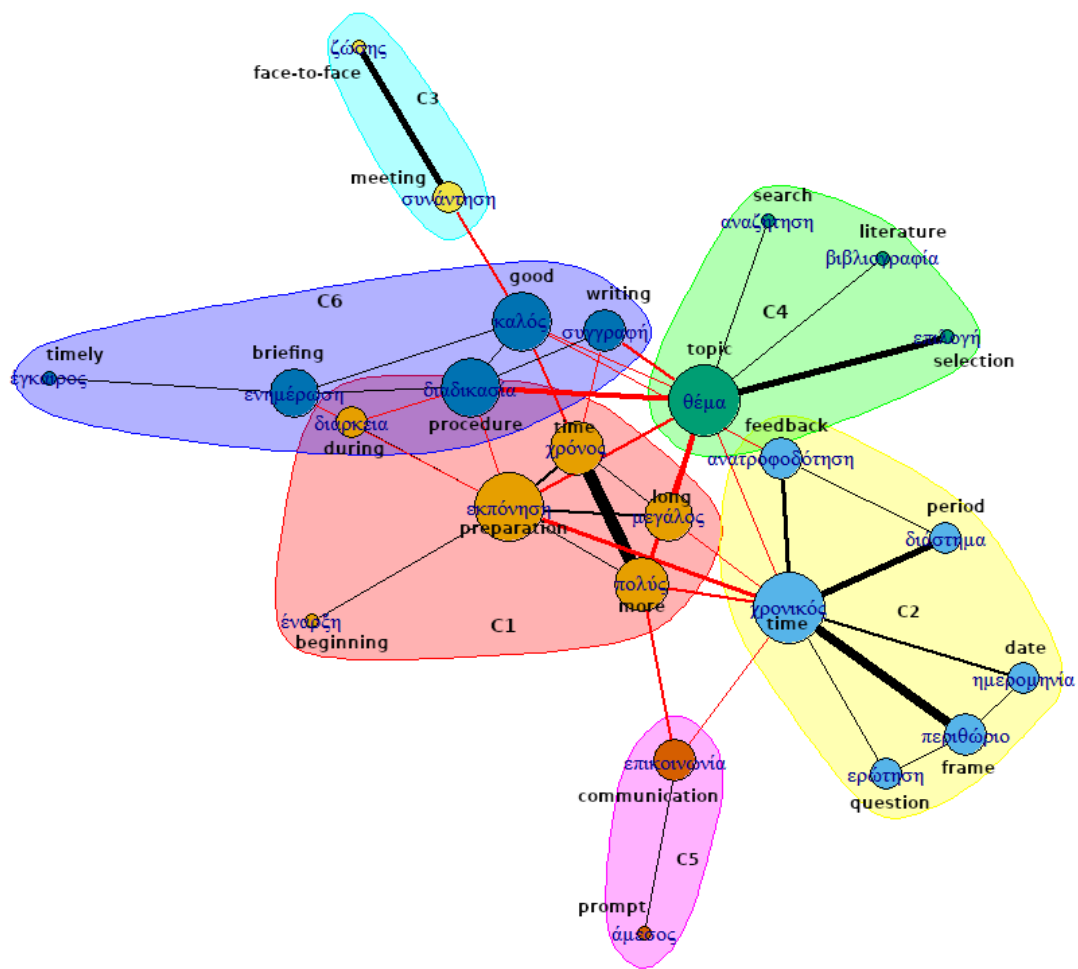 ζώσης
face-to-face
C3
meeting
συνάντηση
search
αναζήτηση
literature
βιβλιογραφία
C4
επιλογή
selection
topic
θέμα
good
καλός
writing
συγγραφή
C6
timely
έγκαιρος
briefing
ενημέρωση
διαδικασία
procedure
διάρκεια
during
time
χρόνος
feedback
ανατροφοδότηση
long
μεγάλος
εκπόνηση
preparation
period
διάστημα
πολύς
more
χρονικός
time
C2
έναρξη
beginning
C1
date
ημερομηνία
περιθώριο
frame
ερώτηση
question
επικοινωνία
communication
C5
prompt
άμεσος